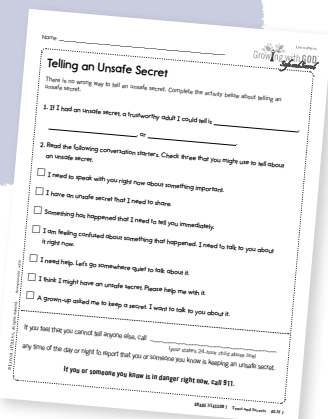 Name
Growing with GOD
Telling an Unsafe Secret
There is no wrong way to tell an unsafe secret. Complete the activity below about telling an
unsafe secret.
1. If I had an unsafe secret, a trustworthy adult I could tell is ,
, or .
2. Read the following conversation starters. Check three that you might use to tell about
an unsafe secret.
I need to speak with you right now about something important.
I have an unsafe secret that I need to share.
Something has happened that I need to tell you immediately.
I am feeling confused about something that happened. I need to talk to you about
it right now.
I need help. Let's go somewhere quiet to talk about it.
I think I might have an unsafe secret. Please help me with it.
A grown-up asked me to keep a secret. I want to talk to you about it.
If you feel that you cannot tell anyone else, call
(your state's 24-hour child abuse line)
any time of the day or night to report that you or someone you know is keeping an unsafe secret.
If you or someone you know is in danger right now, call 911.